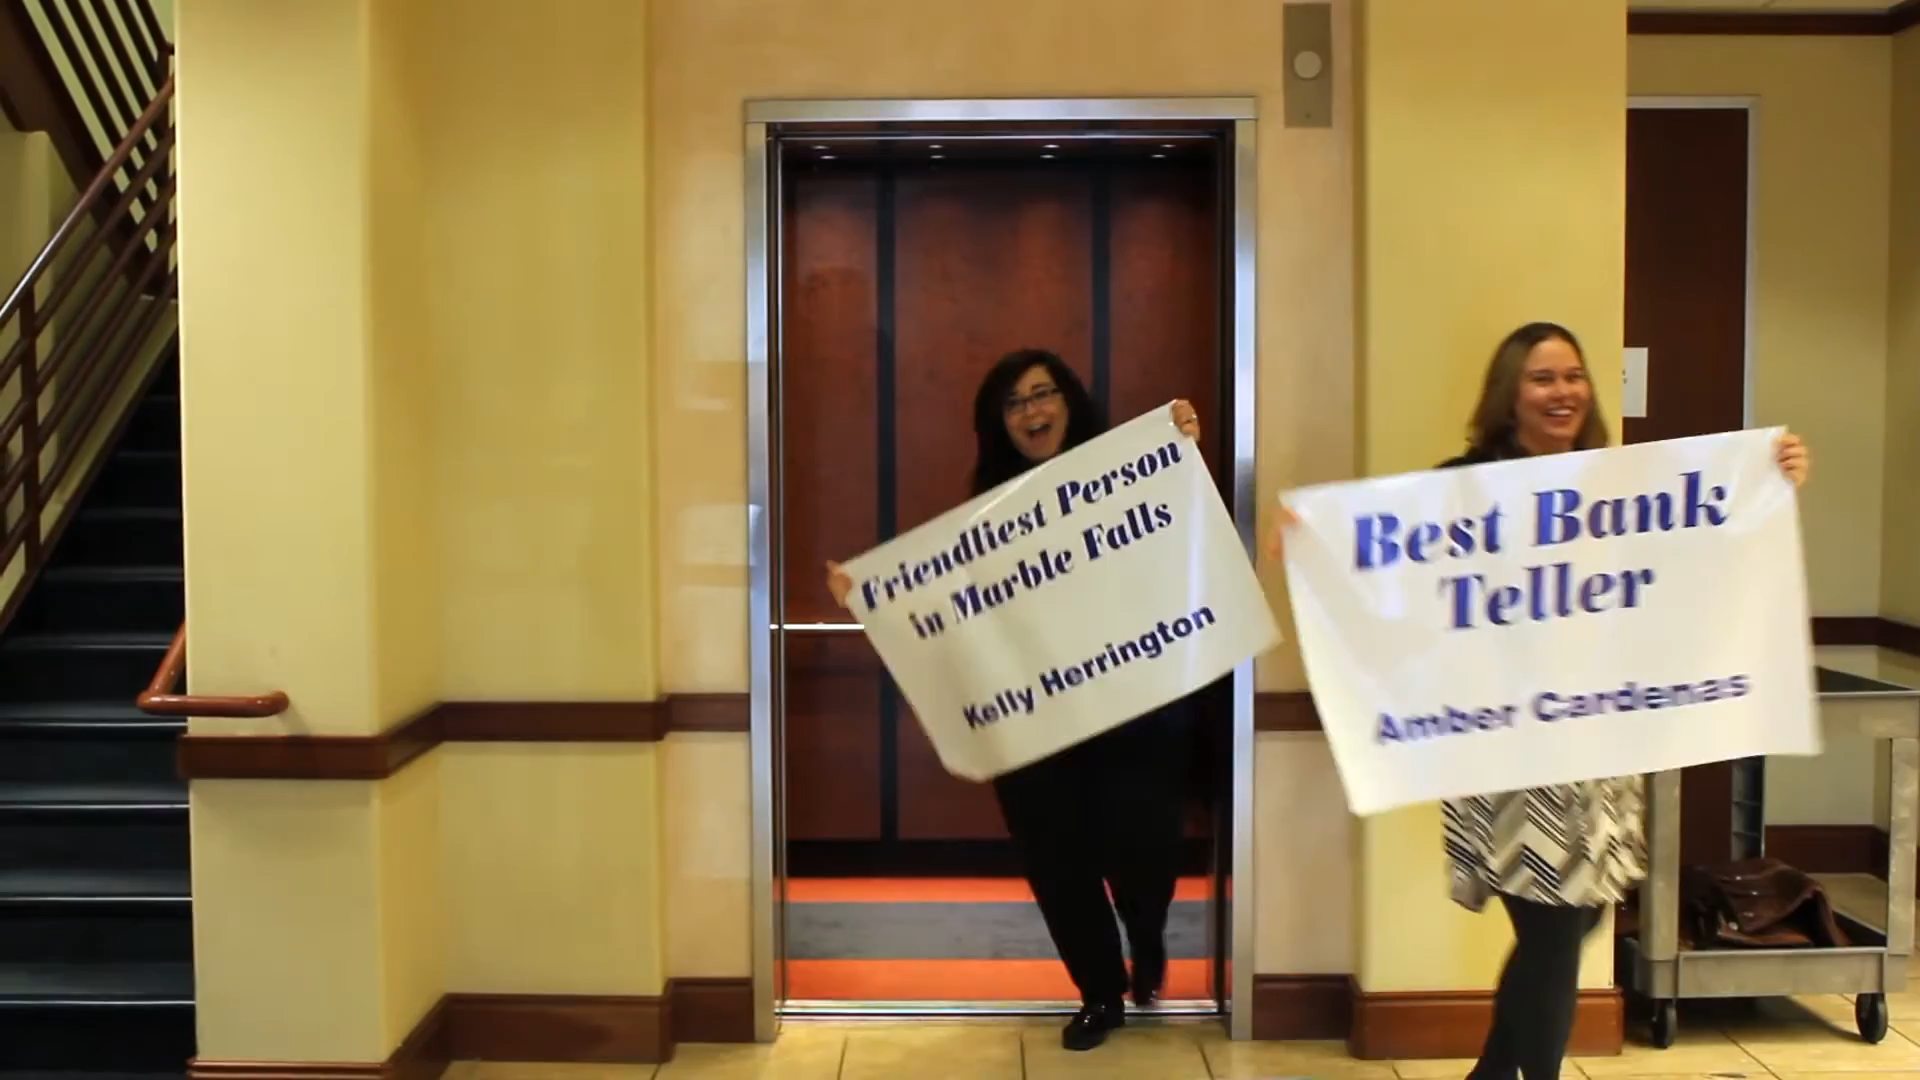 Friendliest Person
in Marble Falls
Kelly Herrington
Best Bank
Teller
Amber Cardenas